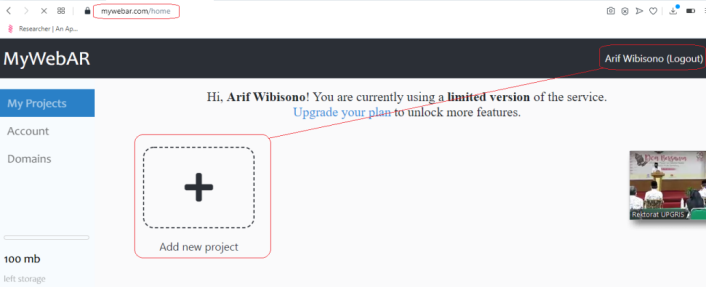 mywebar.com/home
Researcher | An Ap...
MyWebAR
Arif Wibisono (Logout)
My Projects
Account
Domains
Hi, Arif Wibisono! You are currently using a limited version of the service.
Upgrade your plan to unlock more features.
Add new project
Rektorat UPGRIS
100 mb
left storage